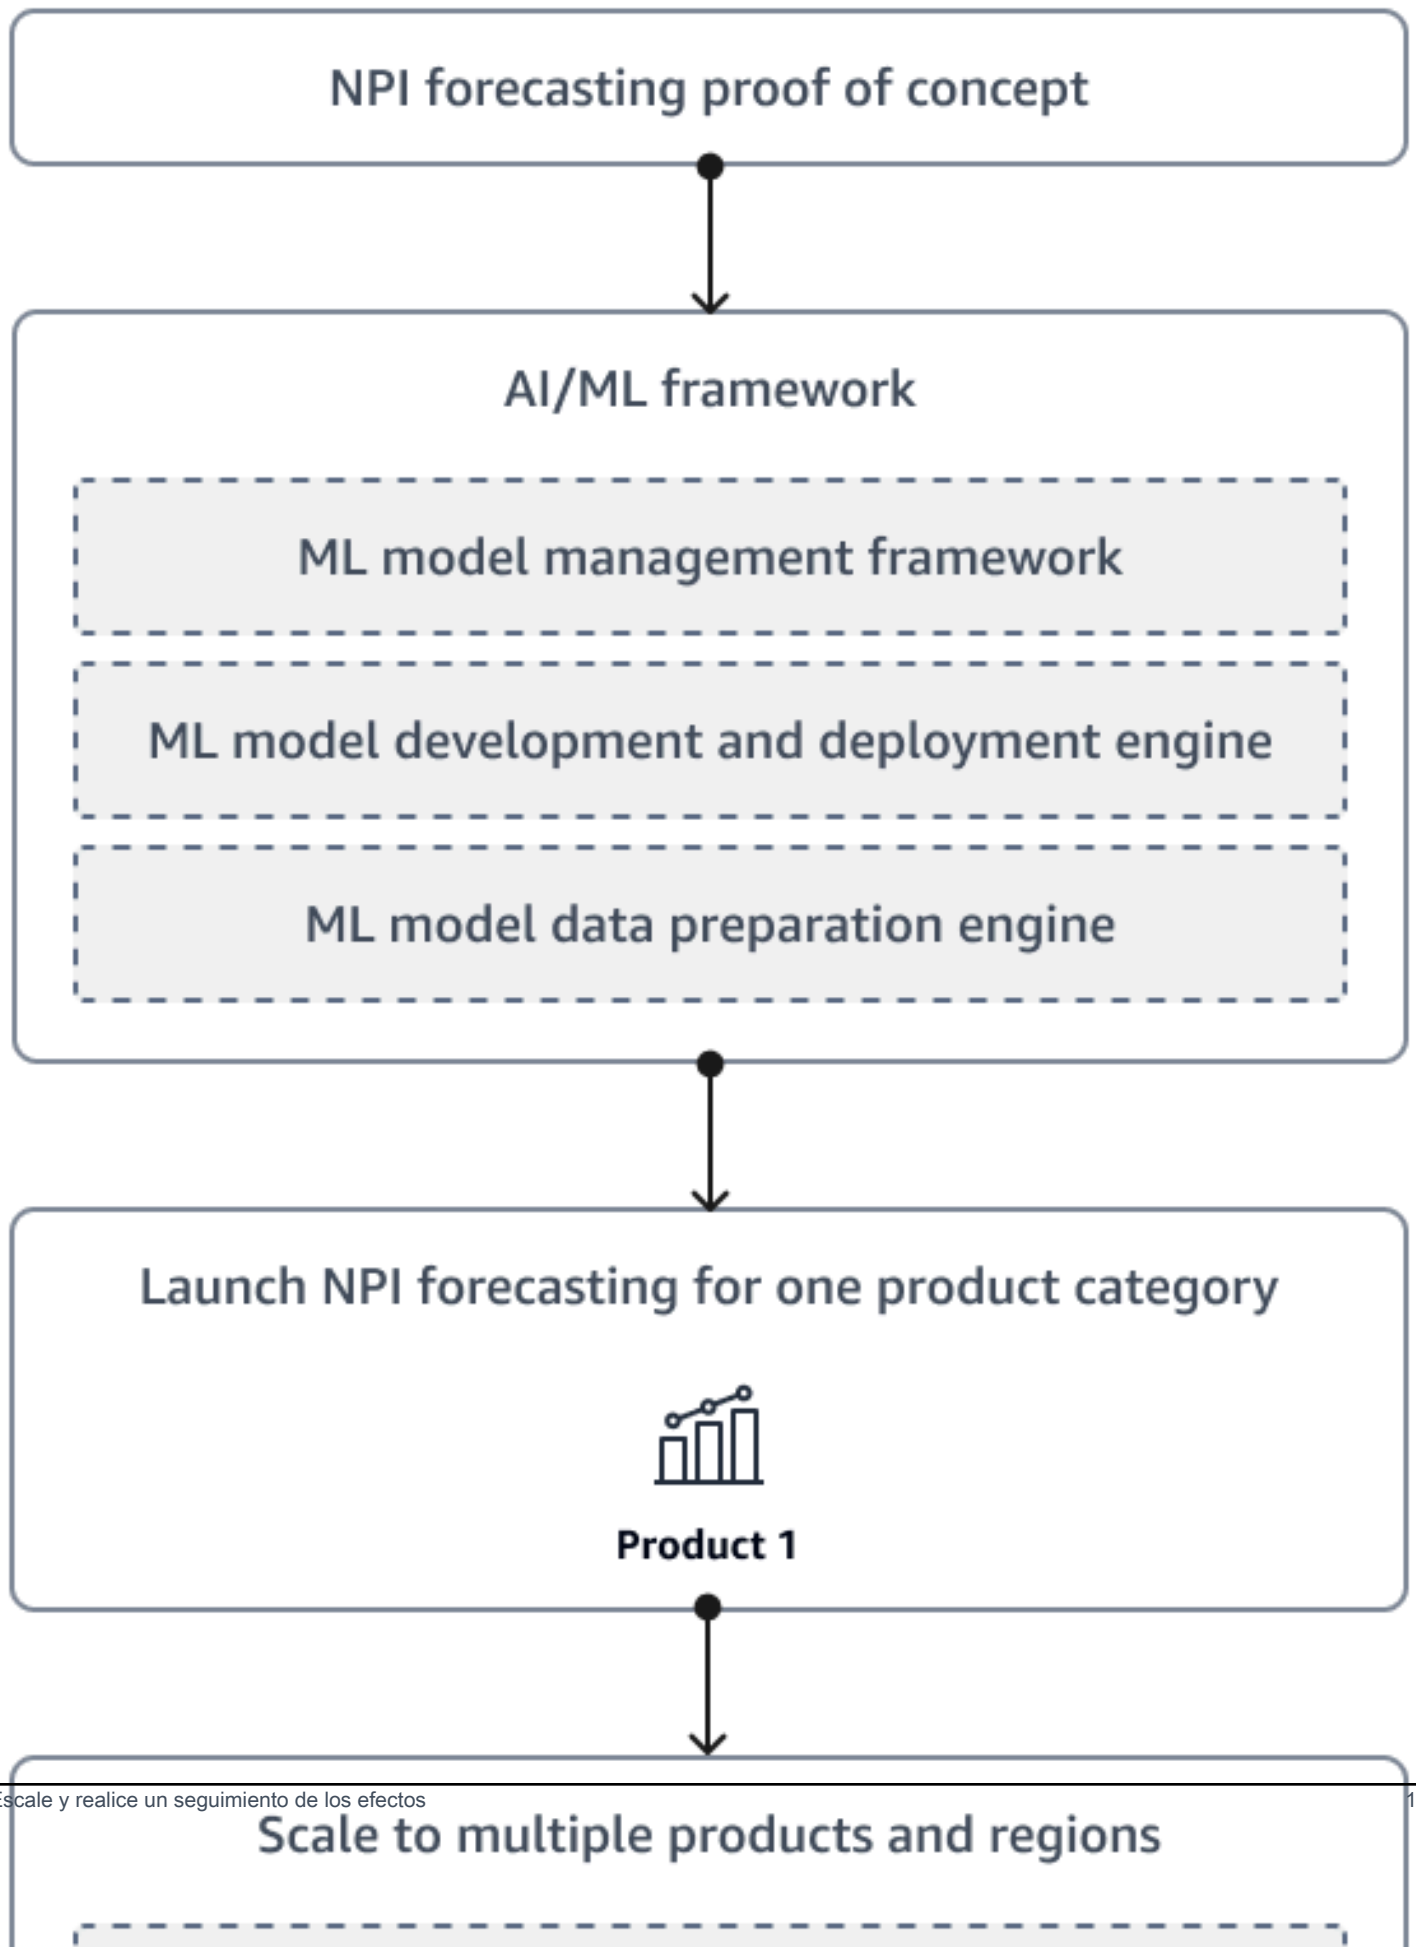 NPI forecasting proof of concept
AI/ML framework
ML model management framework
ML model development and deployment engine
ML model data preparation engine
Launch NPI forecasting for one product category
Product 1
Escale y realice un seguimiento de los efectos 1
Scale to multiple products and regions